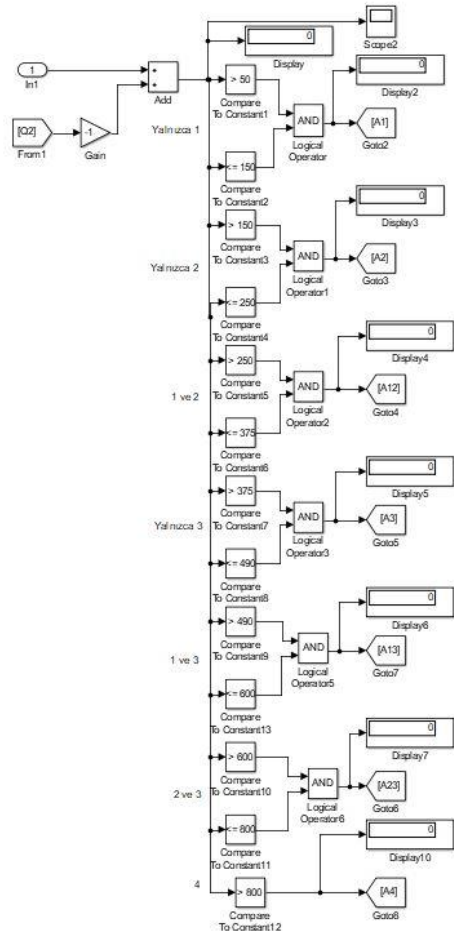 0
Display
Scope2
1
In1
+
+
Add
[Q2]
From1
-1
Gain
Yalnızca 1
> 50
Compare
To Constant1
<= 150
Compare
To Constant2
AND
Logical
Operator
0
Display2
[A1]
Goto2
Yalnızca 2
> 150
Compare
To Constant3
<= 250
Compare
To Constant4
AND
Logical
Operator1
0
Display3
[A2]
Goto3
1 ve 2
> 250
Compare
To Constant5
<= 375
Compare
To Constant6
AND
Logical
Operator2
0
Display4
[A12]
Goto4
Yalnızca 3
> 375
Compare
To Constant7
<= 490
Compare
To Constant8
AND
Logical
Operator3
0
Display5
[A3]
Goto5
1 ve 3
> 490
Compare
To Constant9
<= 600
Compare
To Constant13
AND
Logical
Operator5
0
Display6
[A13]
Goto7
2 ve 3
> 600
Compare
To Constant10
<= 800
Compare
To Constant11
AND
Logical
Operator6
0
Display7
[A23]
Goto6
4
> 800
Compare
To Constant12
0
Display10
[A4]
Goto8